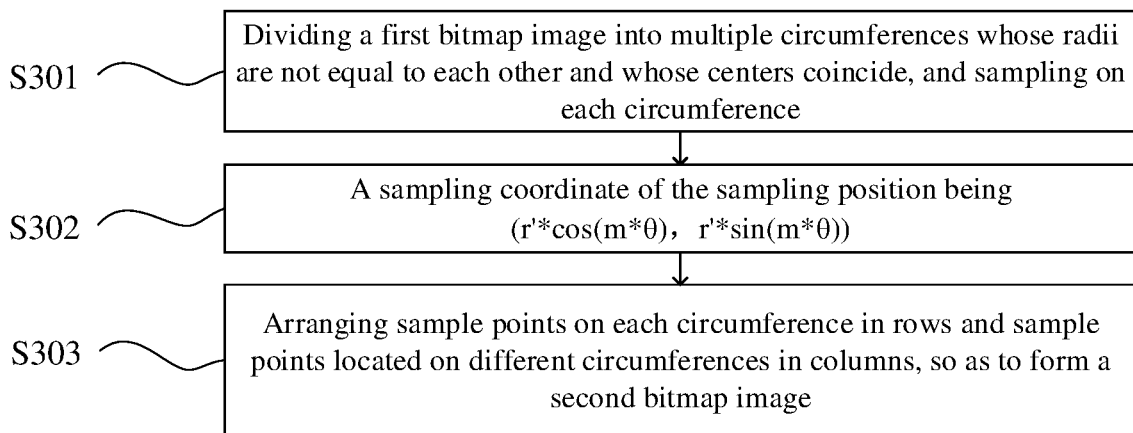 S301
Dividing a first bitmap image into multiple circumferences whose radii
are not equal to each other and whose centers coincide, and sampling on
each circumference
S302
A sampling coordinate of the sampling position being
(r'*cos(m*θ), r'*sin(m*θ))
S303
Arranging sample points on each circumference in rows and sample
points located on different circumferences in columns, so as to form a
second bitmap image